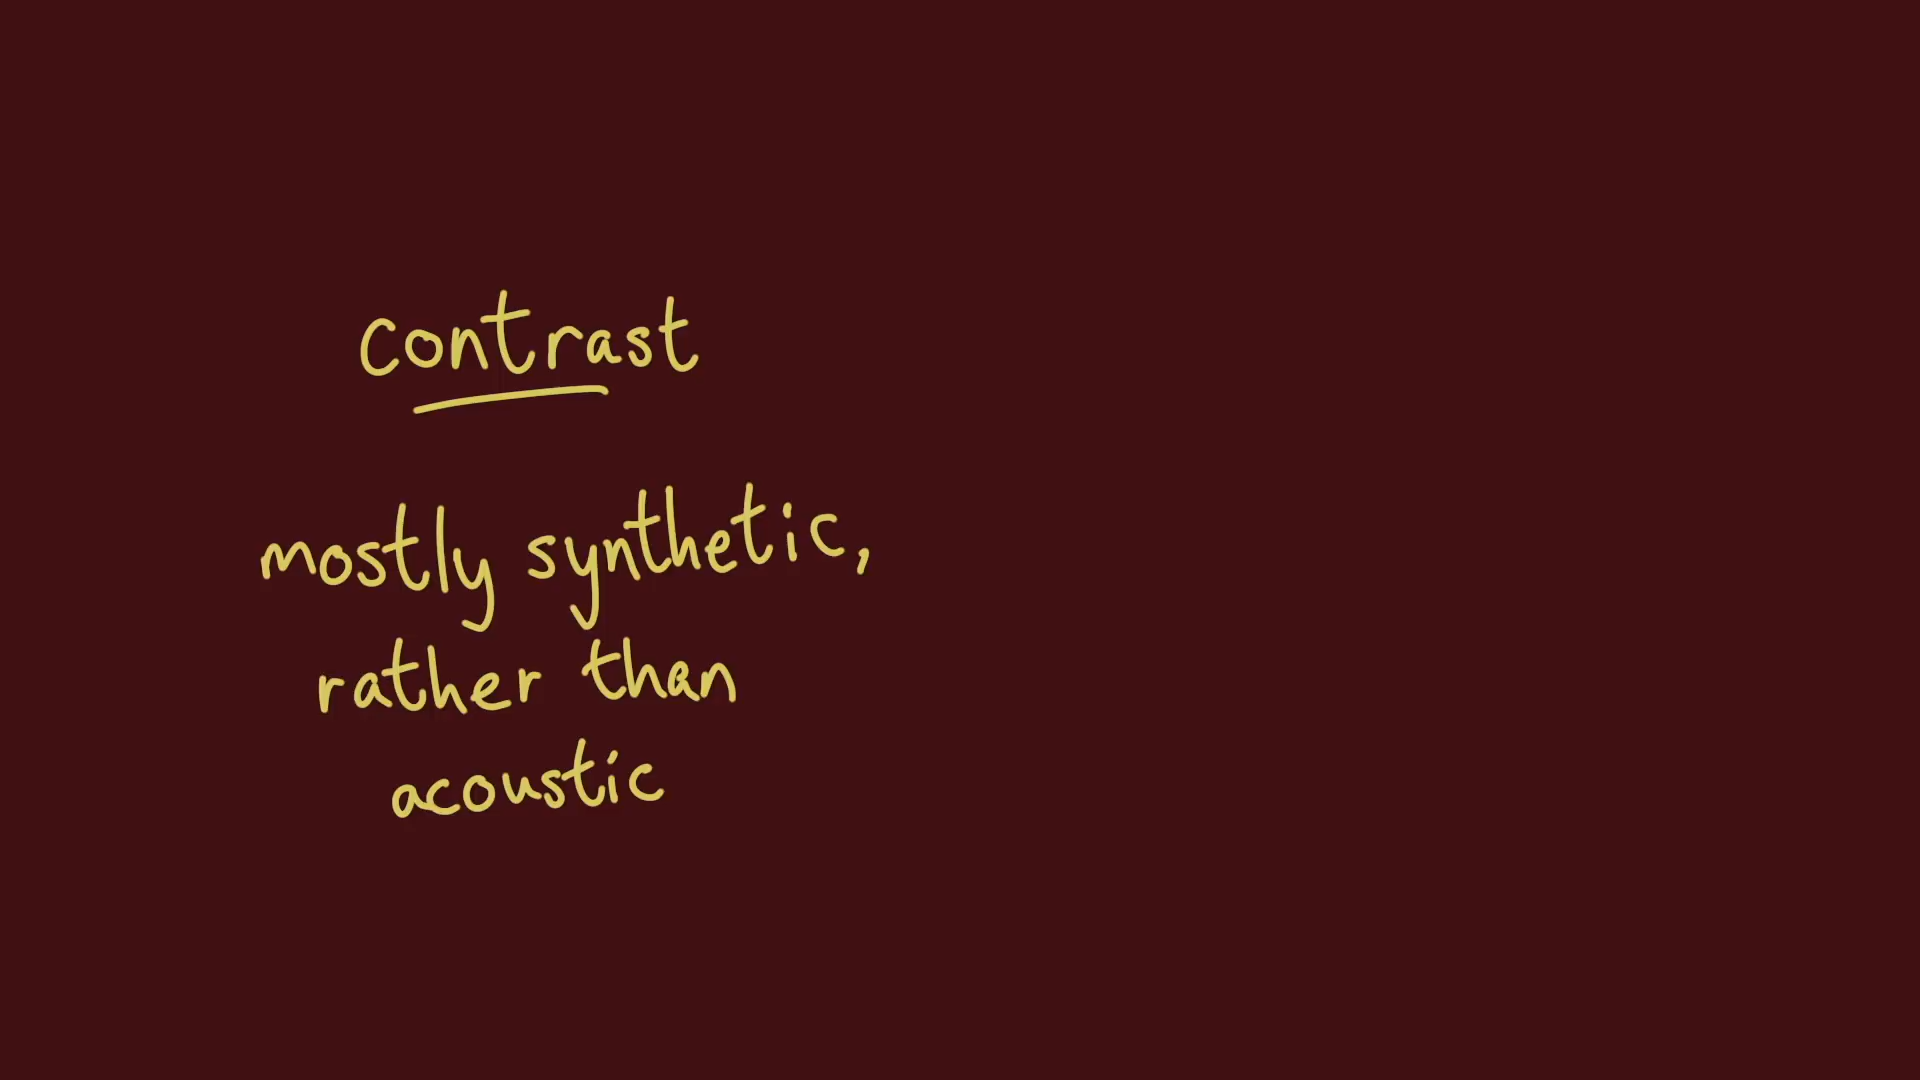 contrast
mostly synthetic,
rather than
acoustic